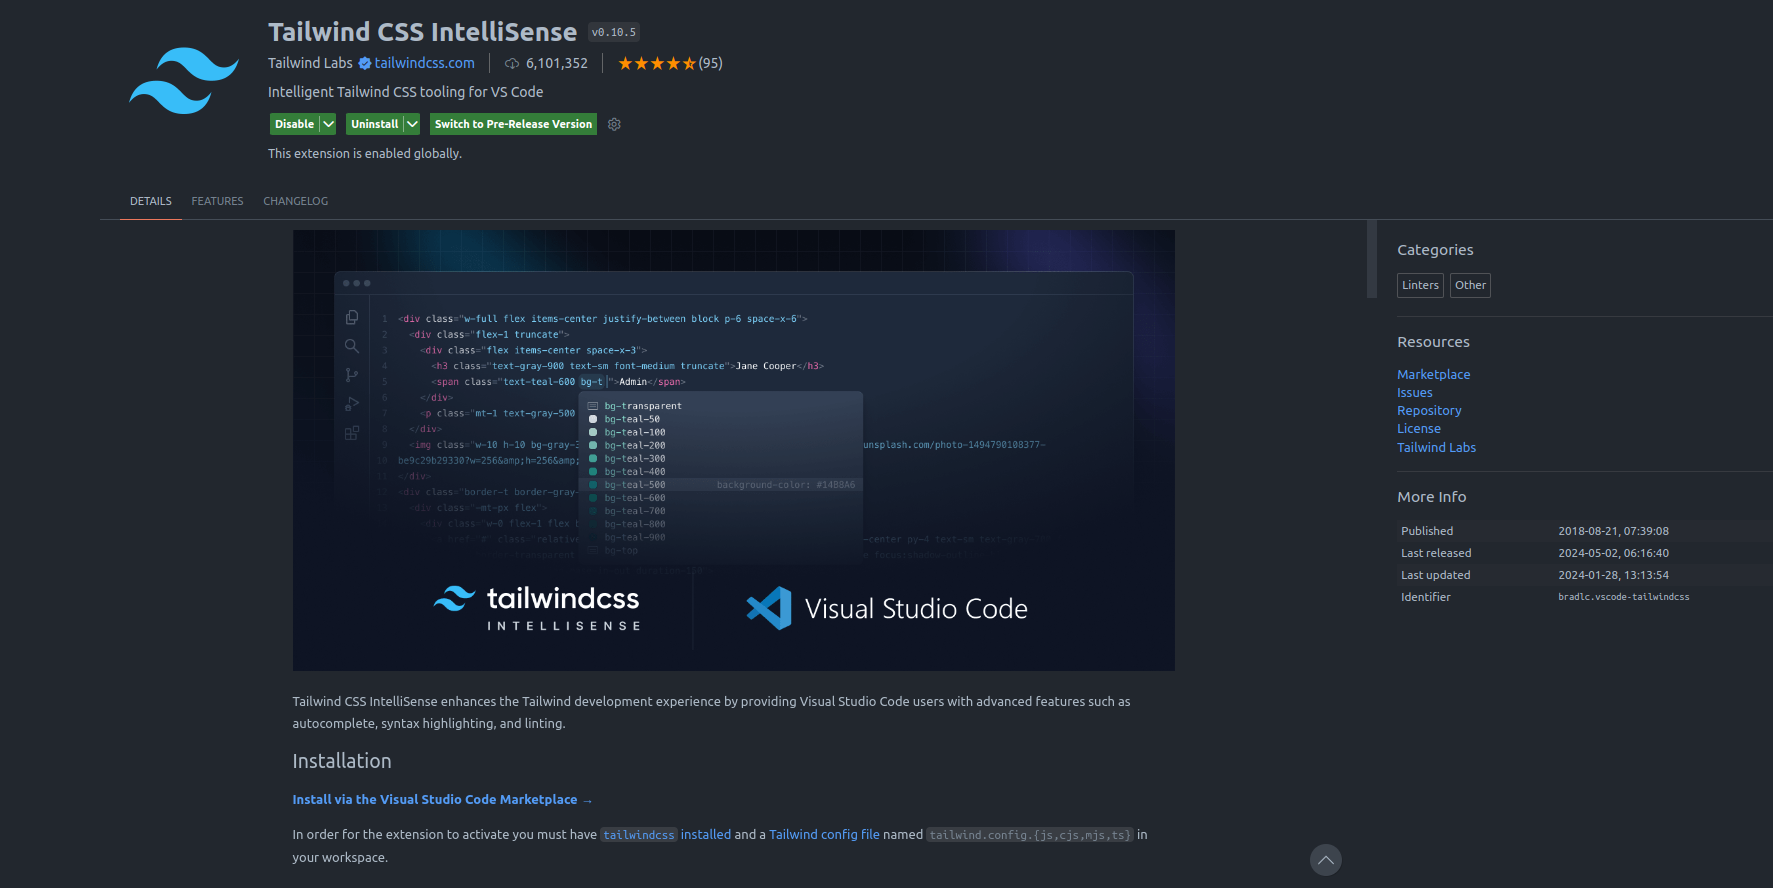 Tailwind CSS IntelliSense v0.10.5
Tailwind Labs tailwindcss.com 6,101,352 (95)
Intelligent Tailwind CSS tooling for VS Code
Disable Uninstall Switch to Pre-Release Version
This extension is enabled globally.
DETAILS FEATURES CHANGELOG
1 <div class="w-full flex items-center justify-between block p-6 space-x-6">
2 <div class="flex-1 truncate">
3 <div class="flex items-center space-x-3">
4 <h3 class="text-gray-900 text-sm font-medium truncate">Jane Cooper</h3>
5 <span class="text-teal-600 bg-t">Admin</span>
6 </div>
7 <p class="mt-1 text-gray-500
8 </div>
9 <img class="w-10 h-10 bg-gray-3 unsplash.com/photo-1494790108377-
10 be9c29b29330?w=256&amp;h=256&amp;
11 </div>
<div class="border-t border-gray-
<div class="-mt-px flex">
<div class="w-0 flex-1 flex b
bg-transparent
bg-teal-50
bg-teal-100
bg-teal-200
bg-teal-300
bg-teal-400
bg-teal-500 background-color: #14B8A6
bg-teal-600
bg-teal-700
bg-teal-800
bg-teal-900
bg-top
tailwindcss
INTELLISENSE
Visual Studio Code
Tailwind CSS IntelliSense enhances the Tailwind development experience by providing Visual Studio Code users with advanced features such as
autocomplete, syntax highlighting, and linting.
Installation
Install via the Visual Studio Code Marketplace →
In order for the extension to activate you must have tailwindcss installed and a Tailwind config file named tailwind.config.{js,cjs,mjs,ts} in
your workspace.
Categories
Linters Other
Resources
Marketplace
Issues
Repository
License
Tailwind Labs
More Info
Published 2018-08-21, 07:39:08
Last released 2024-05-02, 06:16:40
Last updated 2024-01-28, 13:13:54
Identifier bradlc.vscode-tailwindcss